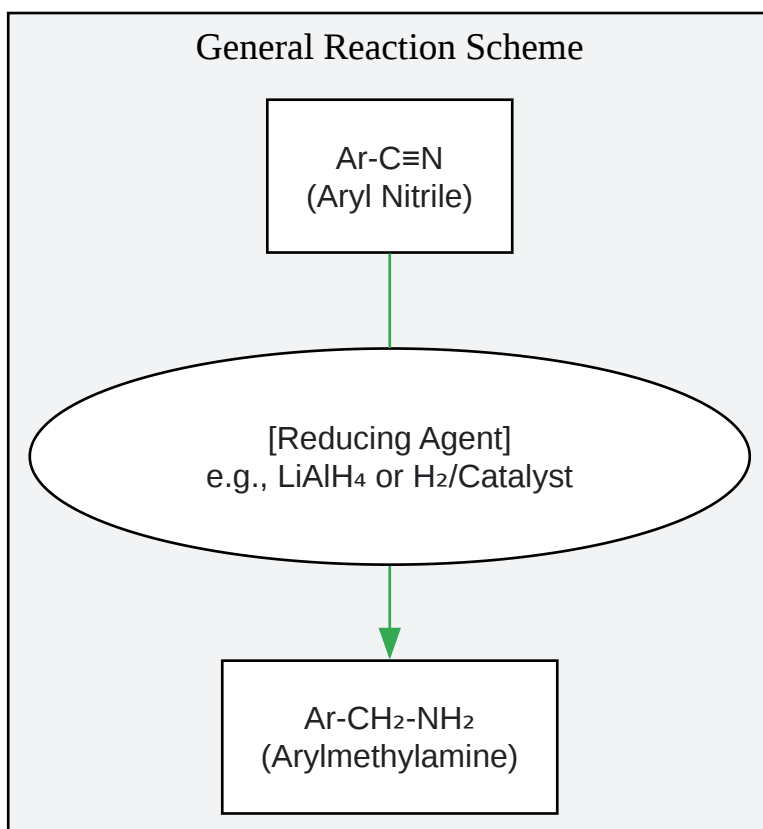 General Reaction Scheme
Ar-C≡N
(Aryl Nitrile)
[Reducing Agent]
e.g., LiAlH₄ or H₂/Catalyst
Ar-CH₂-NH₂
(Arylmethylamine)